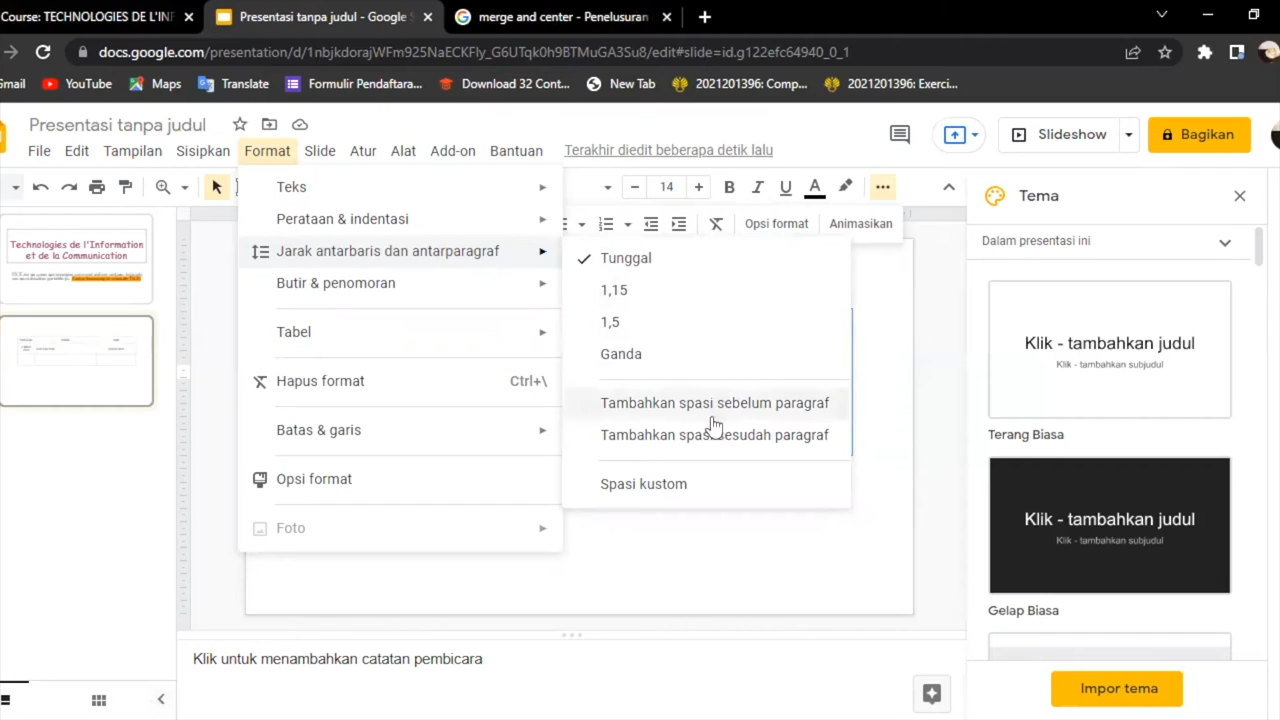 Course: TECHNOLOGIES DE L'INF
Presentasi tanpa judul - Google S
merge and center - Penelusuran
docs.google.com/presentation/d/1nbjkdorajWFm925NaECKFly_G6UTqk0h9BTMuGA3Su8/edit#slide=id.g122efc64940_0_1
Gmail
YouTube
Maps
Translate
Formulir Pendaftara...
Download 32 Cont...
New Tab
2021201396: Comp...
2021201396: Exerci...
Presentasi tanpa judul
File Edit Tampilan Sisipkan Format Slide Atur Alat Add-on Bantuan
Terakhir diedit beberapa detik lalu
Slideshow
Bagikan
14
B I U A
Opsi format
Animasikan
Technologies de l'Information
et de la Communication
Teks
Perataan & indentasi
Jarak antarbaris dan antarparagraf
Butir & penomoran
Tabel
Hapus format Ctrl+\
Batas & garis
Opsi format
Foto
Tunggal
1,15
1,5
Ganda
Tambahkan spasi sebelum paragraf
Tambahkan spasi sesudah paragraf
Spasi kustom
Klik untuk menambahkan catatan pembicara
Tema
Dalam presentasi ini
Klik - tambahkan judul
Klik - tambahkan subjudul
Terang Biasa
Klik - tambahkan judul
Klik - tambahkan subjudul
Gelap Biasa
Impor tema